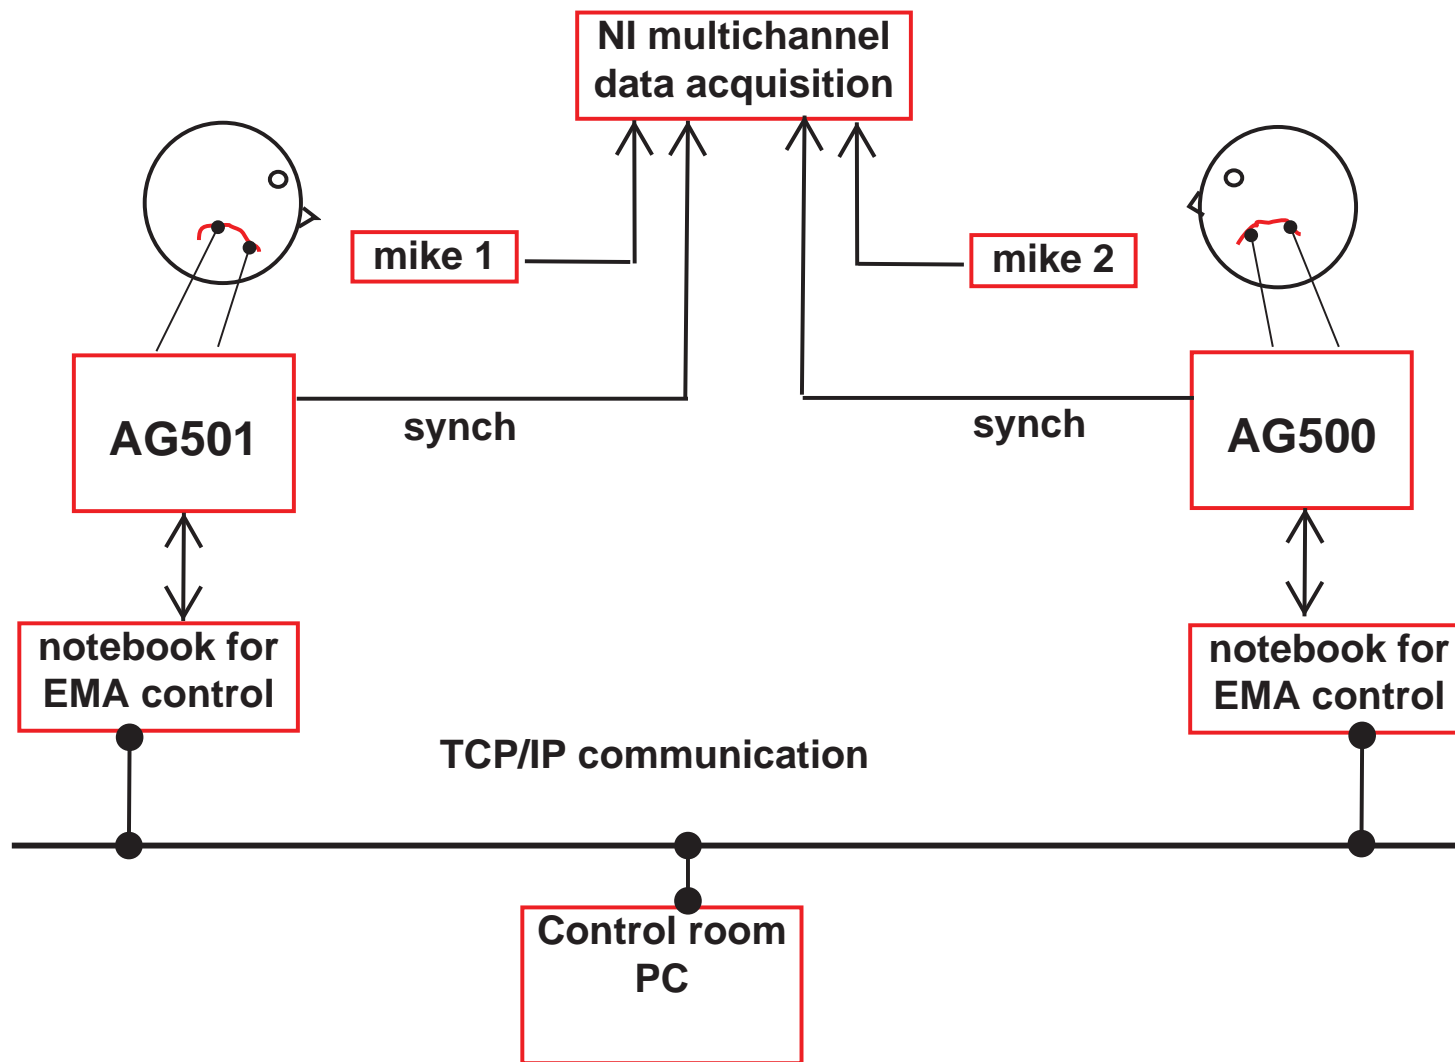 NI multichannel
data acquisition
mike 1
mike 2
AG501
synch
synch
AG500
notebook for
EMA control
notebook for
EMA control
TCP/IP communication
Control room
PC